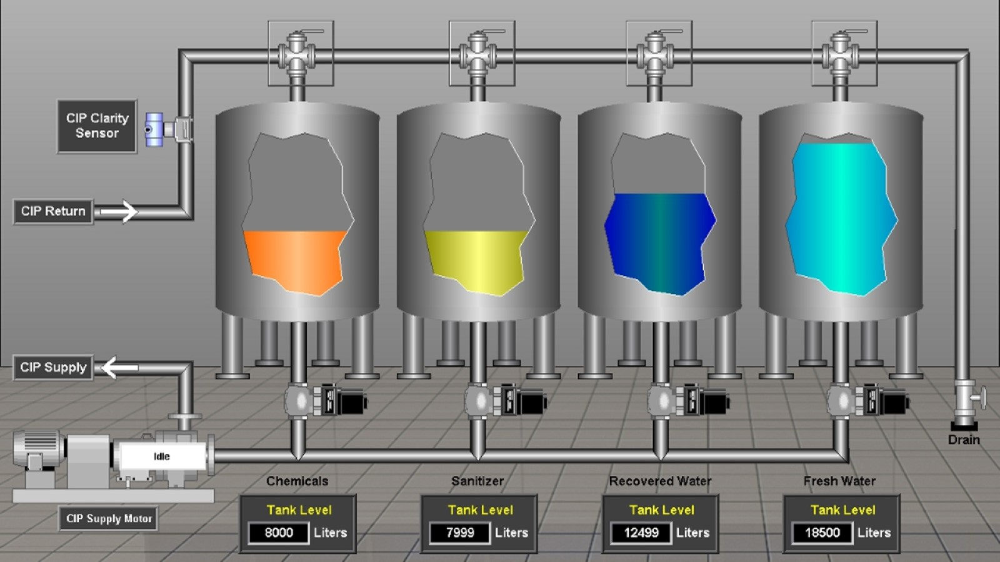 CIP Clarity
Sensor
CIP Return
CIP Supply
Idle
CIP Supply Motor
Drain
Chemicals
Tank Level
8000 Liters
Sanitizer
Tank Level
7999 Liters
Recovered Water
Tank Level
12499 Liters
Fresh Water
Tank Level
18500 Liters